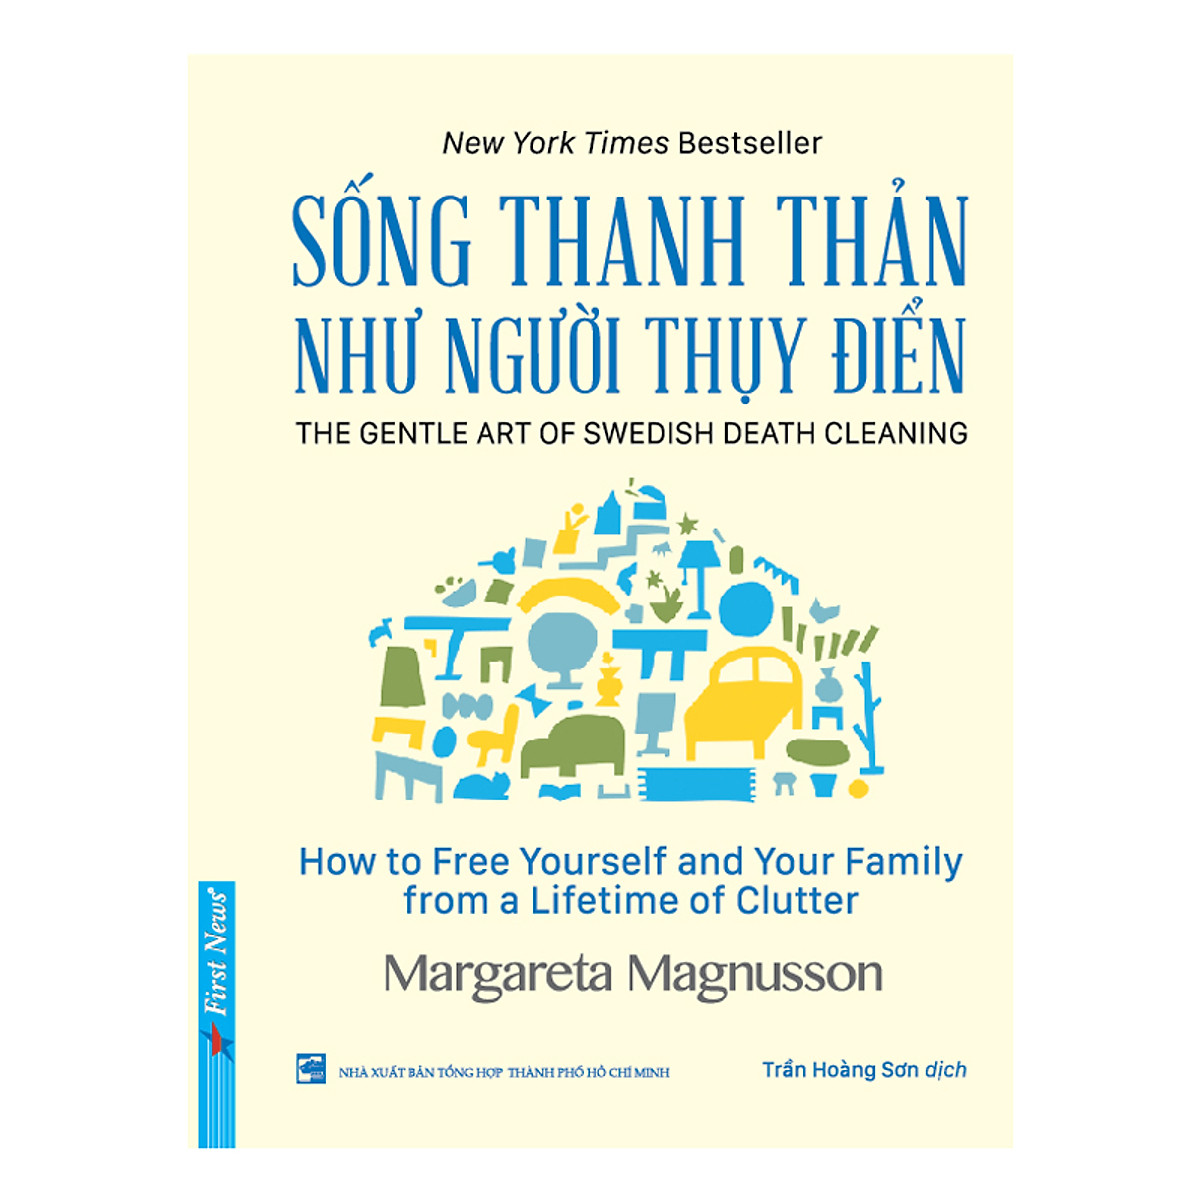 New York Times Bestseller
SỐNG THANH THẢN
NHƯ NGƯỜI THỤY ĐIỂN
THE GENTLE ART OF SWEDISH DEATH CLEANING
How to Free Yourself and Your Family
from a Lifetime of Clutter
Margareta Magnusson
First News®
NHÀ XUẤT BẢN TỔNG HỢP THÀNH PHỐ HỒ CHÍ MINH
Trần Hoàng Sơn dịch